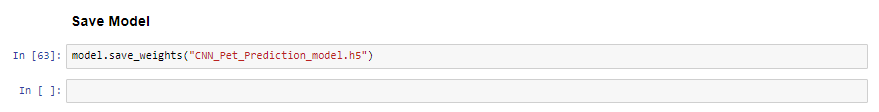 Save Model
In [63]: model.save_weights("CNN_Pet_Prediction_model.h5")
In [ ]: